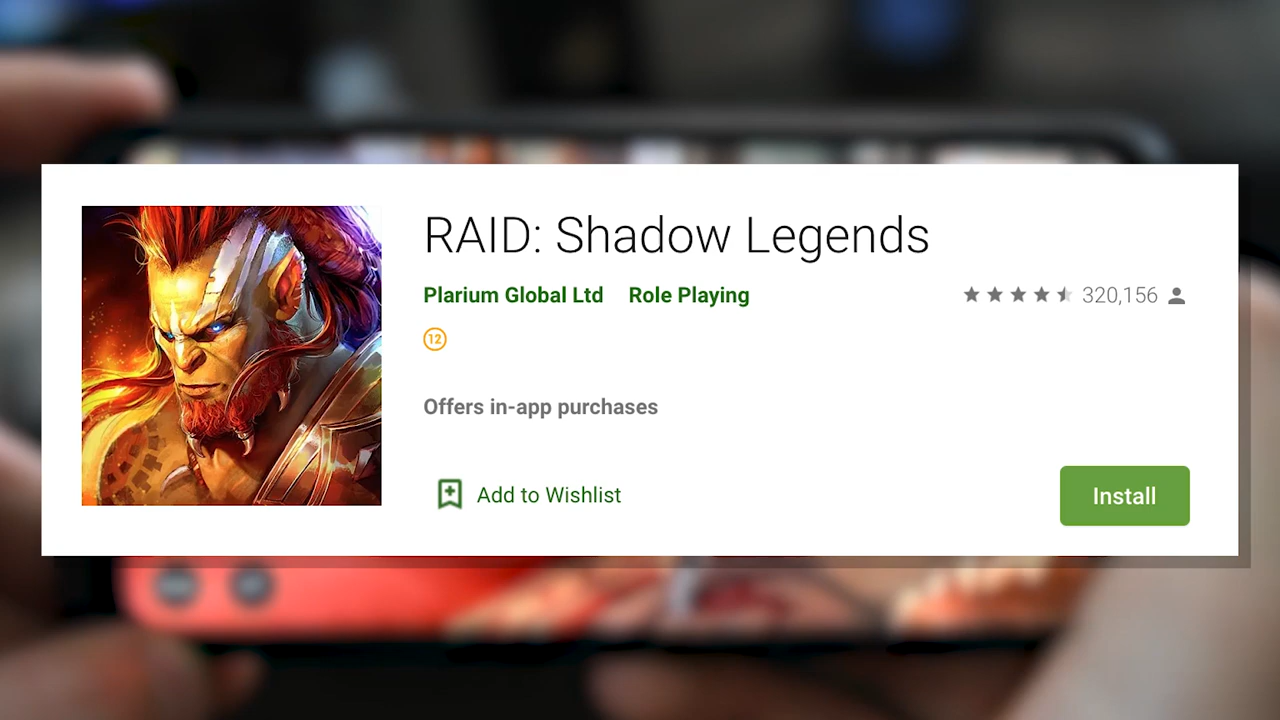 RAID: Shadow Legends
Plarium Global Ltd Role Playing 320,156
12
Offers in-app purchases
Add to Wishlist
Install